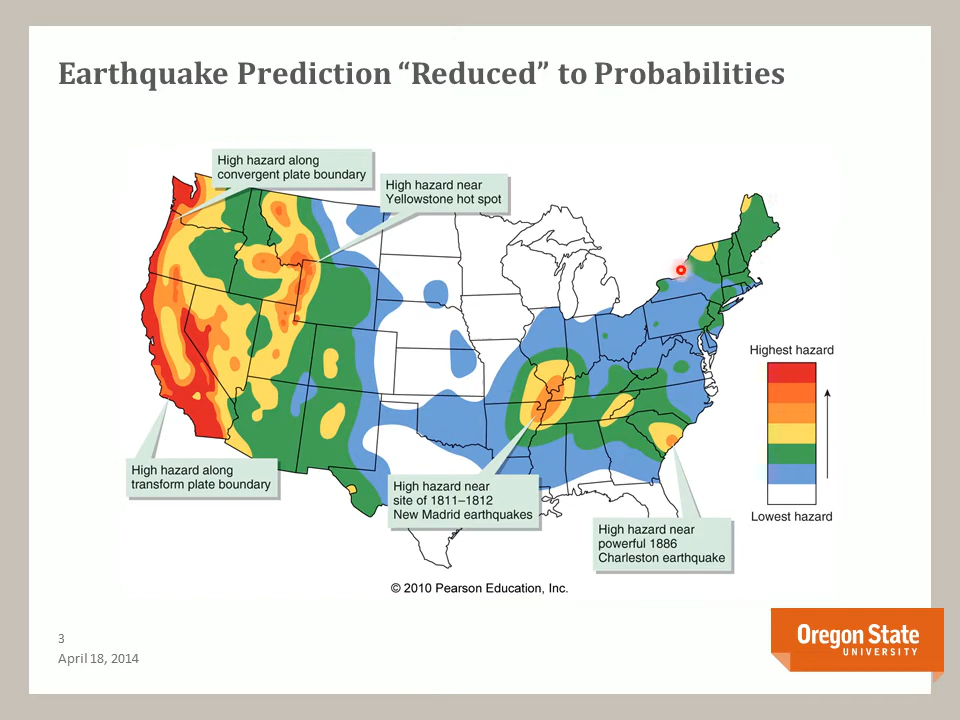 Earthquake Prediction “Reduced” to Probabilities
High hazard along
convergent plate boundary
High hazard near
Yellowstone hot spot
Highest hazard
Lowest hazard
High hazard along
transform plate boundary
High hazard near
site of 1811–1812
New Madrid earthquakes
High hazard near
powerful 1886
Charleston earthquake
© 2010 Pearson Education, Inc.
3
April 18, 2014
Oregon State
UNIVERSITY